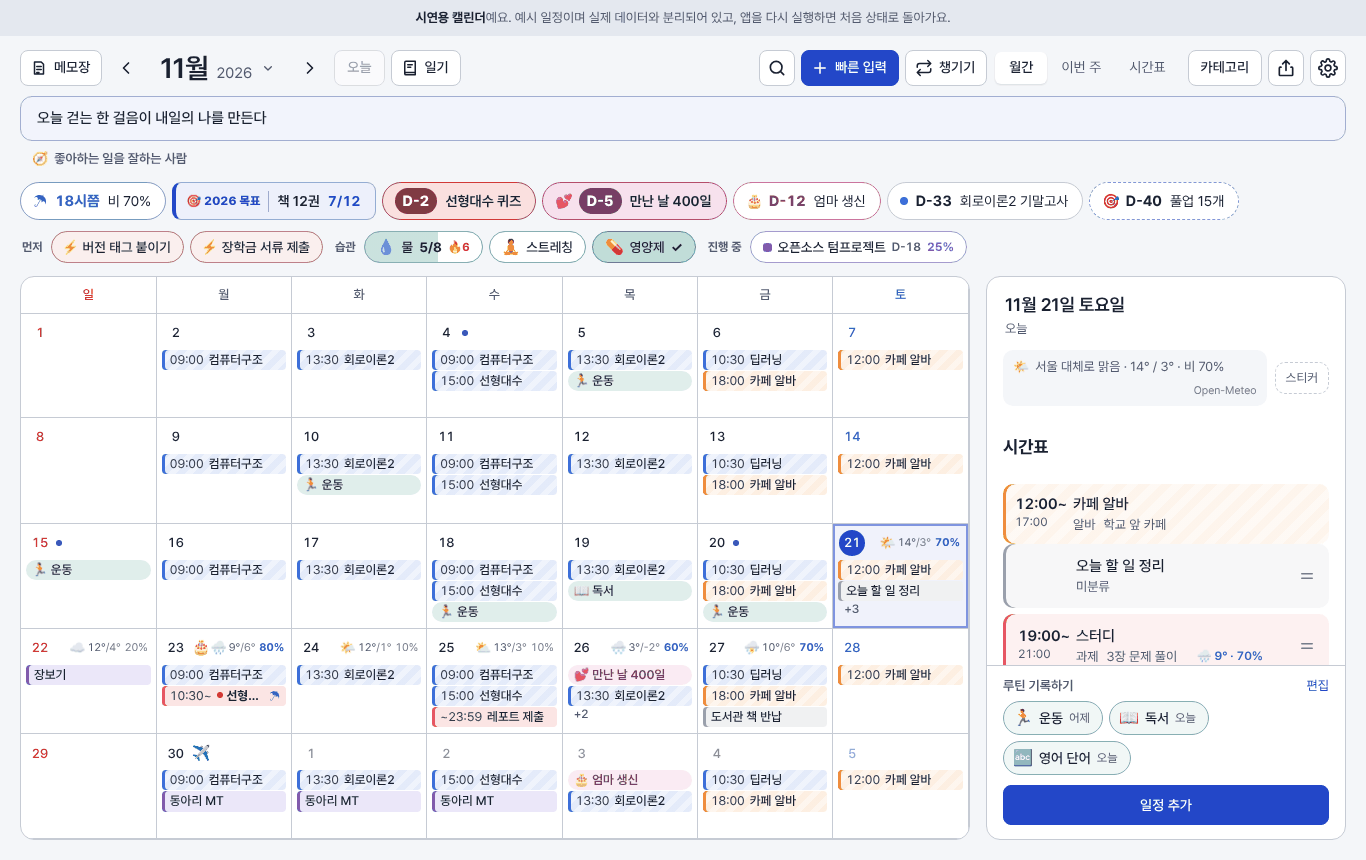 시연용 캘린더예요. 예시 일정이며 실제 데이터와 분리되어 있고, 앱을 다시 실행하면 처음 상태로 돌아가요.
메모장 11월 2026 오늘 일기 빠른 입력 챙기기 월간 이번 주 시간표 카테고리
오늘 걷는 한 걸음이 내일의 나를 만든다
좋아하는 일을 잘하는 사람
18시쯤 비 70% 2026 목표 책 12권 7/12 D-2 선형대수 퀴즈 D-5 만난 날 400일 D-12 엄마 생신 D-33 회로이론2 기말고사 D-40 풀업 15개
먼저 버전 태그 붙이기 장학금 서류 제출 습관 물 5/8 6 스트레칭 영양제 진행 중 오픈소스 텀프로젝트 D-18 25%
일 월 화 수 목 금 토
1 2 3 4 5 6 7
09:00 컴퓨터구조 13:30 회로이론2 09:00 컴퓨터구조 13:30 회로이론2 10:30 딥러닝 12:00 카페 알바
15:00 선형대수 운동 18:00 카페 알바
8 9 10 11 12 13 14
09:00 컴퓨터구조 13:30 회로이론2 09:00 컴퓨터구조 13:30 회로이론2 10:30 딥러닝 12:00 카페 알바
운동 15:00 선형대수 18:00 카페 알바
15 16 17 18 19 20 21 14°/3° 70%
운동 09:00 컴퓨터구조 13:30 회로이론2 09:00 컴퓨터구조 13:30 회로이론2 10:30 딥러닝 12:00 카페 알바
15:00 선형대수 독서 18:00 카페 알바 오늘 할 일 정리
운동 운동 +3
22 12°/4° 20% 23 9°/6° 80% 24 12°/1° 10% 25 13°/3° 10% 26 3°/-2° 60% 27 10°/6° 70% 28
장보기 09:00 컴퓨터구조 13:30 회로이론2 09:00 컴퓨터구조 만난 날 400일 10:30 딥러닝 12:00 카페 알바
10:30~ 선형... 15:00 선형대수 13:30 회로이론2 18:00 카페 알바
~23:59 레포트 제출 +2 도서관 책 반납
29 30 1 2 3 4 5
09:00 컴퓨터구조 13:30 회로이론2 15:00 선형대수 엄마 생신 10:30 딥러닝 12:00 카페 알바
동아리 MT 동아리 MT 동아리 MT 13:30 회로이론2 18:00 카페 알바
11월 21일 토요일
오늘
서울 대체로 맑음 · 14° / 3° · 비 70%
Open-Meteo
스티커
시간표
12:00~ 카페 알바
17:00 알바 학교 앞 카페
오늘 할 일 정리
미분류
19:00~ 스터디
21:00 과제 3장 문제 풀이 9° · 70%
루틴 기록하기 편집
운동 어제 독서 오늘
영어 단어 오늘
일정 추가